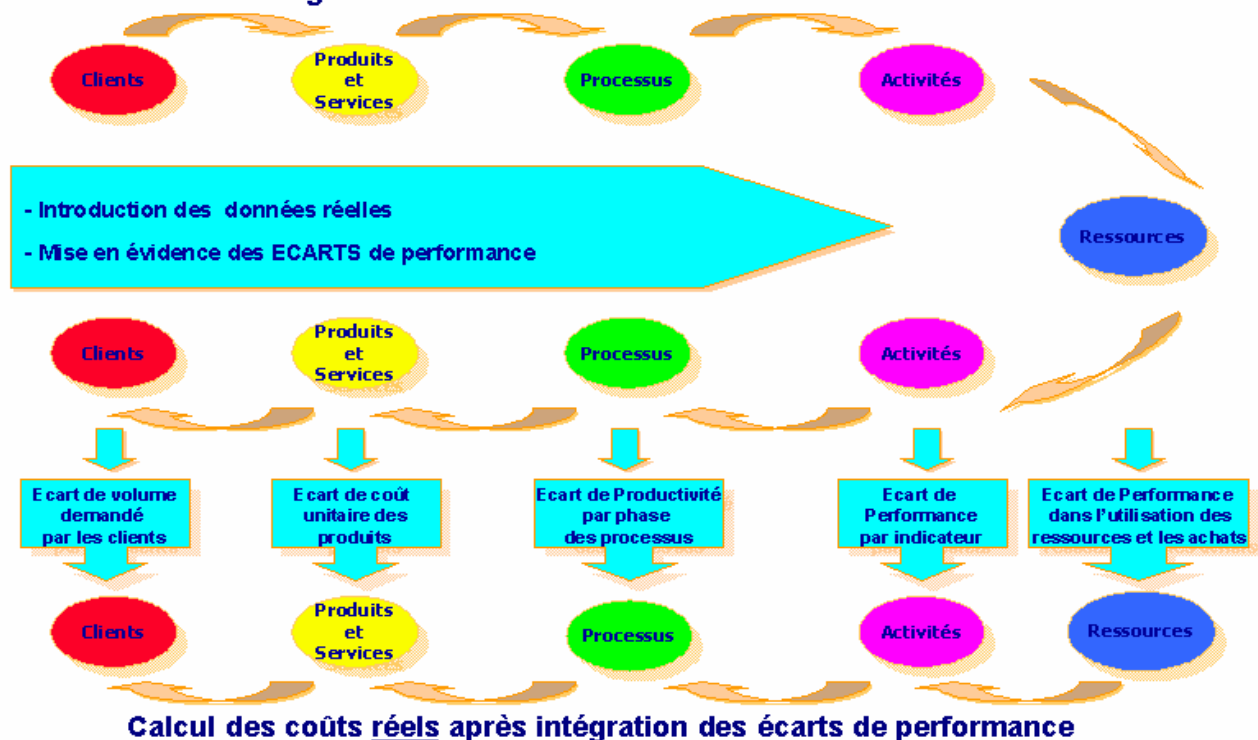 Clients
Produits
et
Services
Processus
Activités
- Introduction des données réelles
- Mise en évidence des ECARTS de performance
Ressources
Clients
Produits
et
Services
Processus
Activités
Ecart de volume
demandé
par les clients
Ecart de coût
unitaire des
produits
Ecart de Productivité
par phase
des processus
Ecart de
Performance
par indicateur
Ecart de Performance
dans l'utilisation des
ressources et les achats
Clients
Produits
et
Services
Processus
Activités
Ressources
Calcul des coûts réels après intégration des écarts de performance